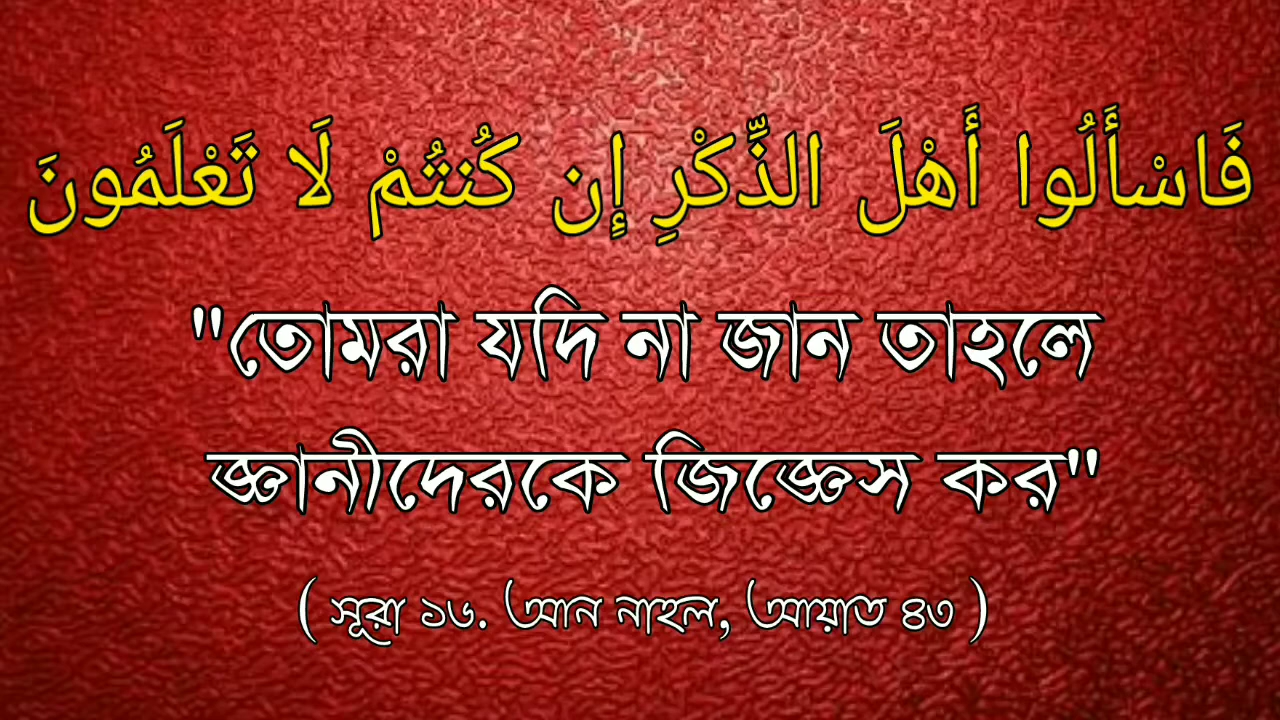 فَاسْأَلُوا أَهْلَ الذِّكْرِ إِن كُنتُمْ لَا تَعْلَمُونَ
"তোমরা যদি না জান তাহলে
জ্ঞানীদেরকে জিজ্ঞেস কর"
( সূরা ১৬. আন নাহল, আয়াত ৪৩ )